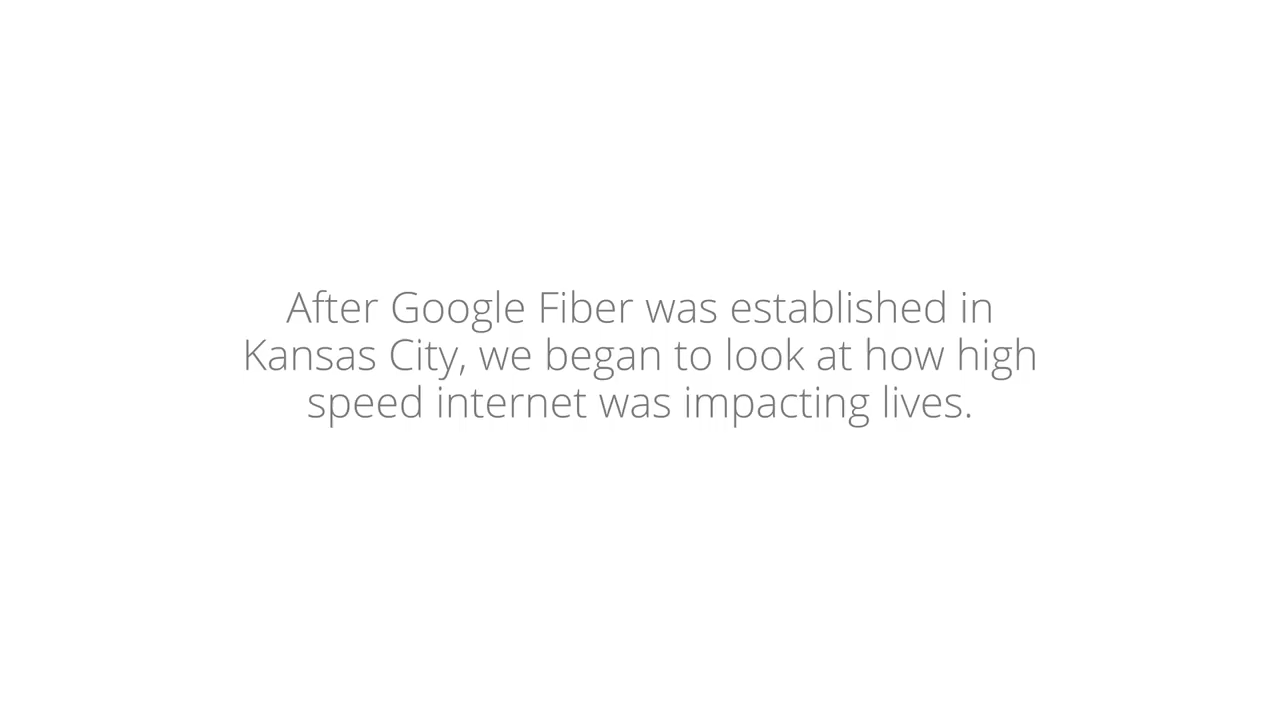 After Google Fiber was established in
Kansas City, we began to look at how high
speed internet was impacting lives.